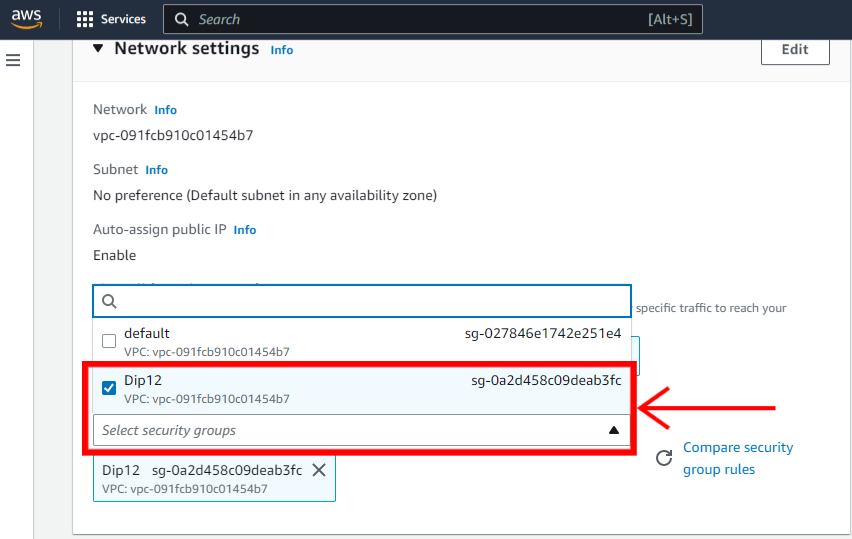 aws Services Search [Alt+S]
Network settings Info Edit
Network Info
vpc-091fcb910c01454b7
Subnet Info
No preference (Default subnet in any availability zone)
Auto-assign public IP Info
Enable
specific traffic to reach your
default sg-027846e1742e251e4
VPC: vpc-091fcb910c01454b7
Dip12 sg-0a2d458c09deab3fc
VPC: vpc-091fcb910c01454b7
Select security groups
Compare security
group rules
Dip12 sg-0a2d458c09deab3fc
VPC: vpc-091fcb910c01454b7